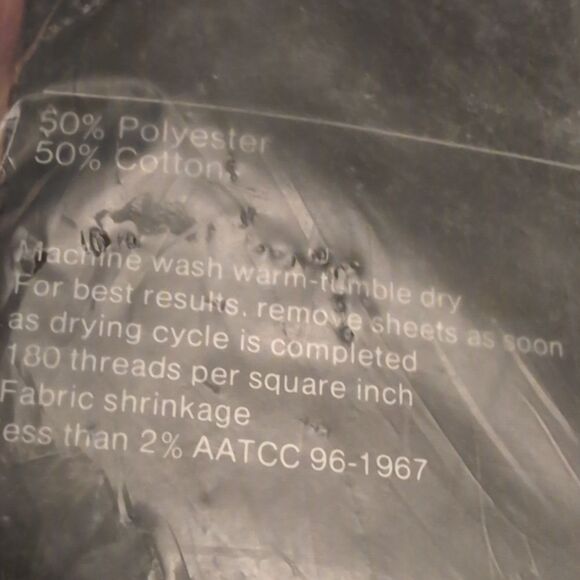 50% Polyester
50% Cotton
Machine wash warm-tumble dry
For best results, remove sheets as soon
as drying cycle is completed
180 threads per square inch
Fabric shrinkage
ess than 2% AATCC 96-1967